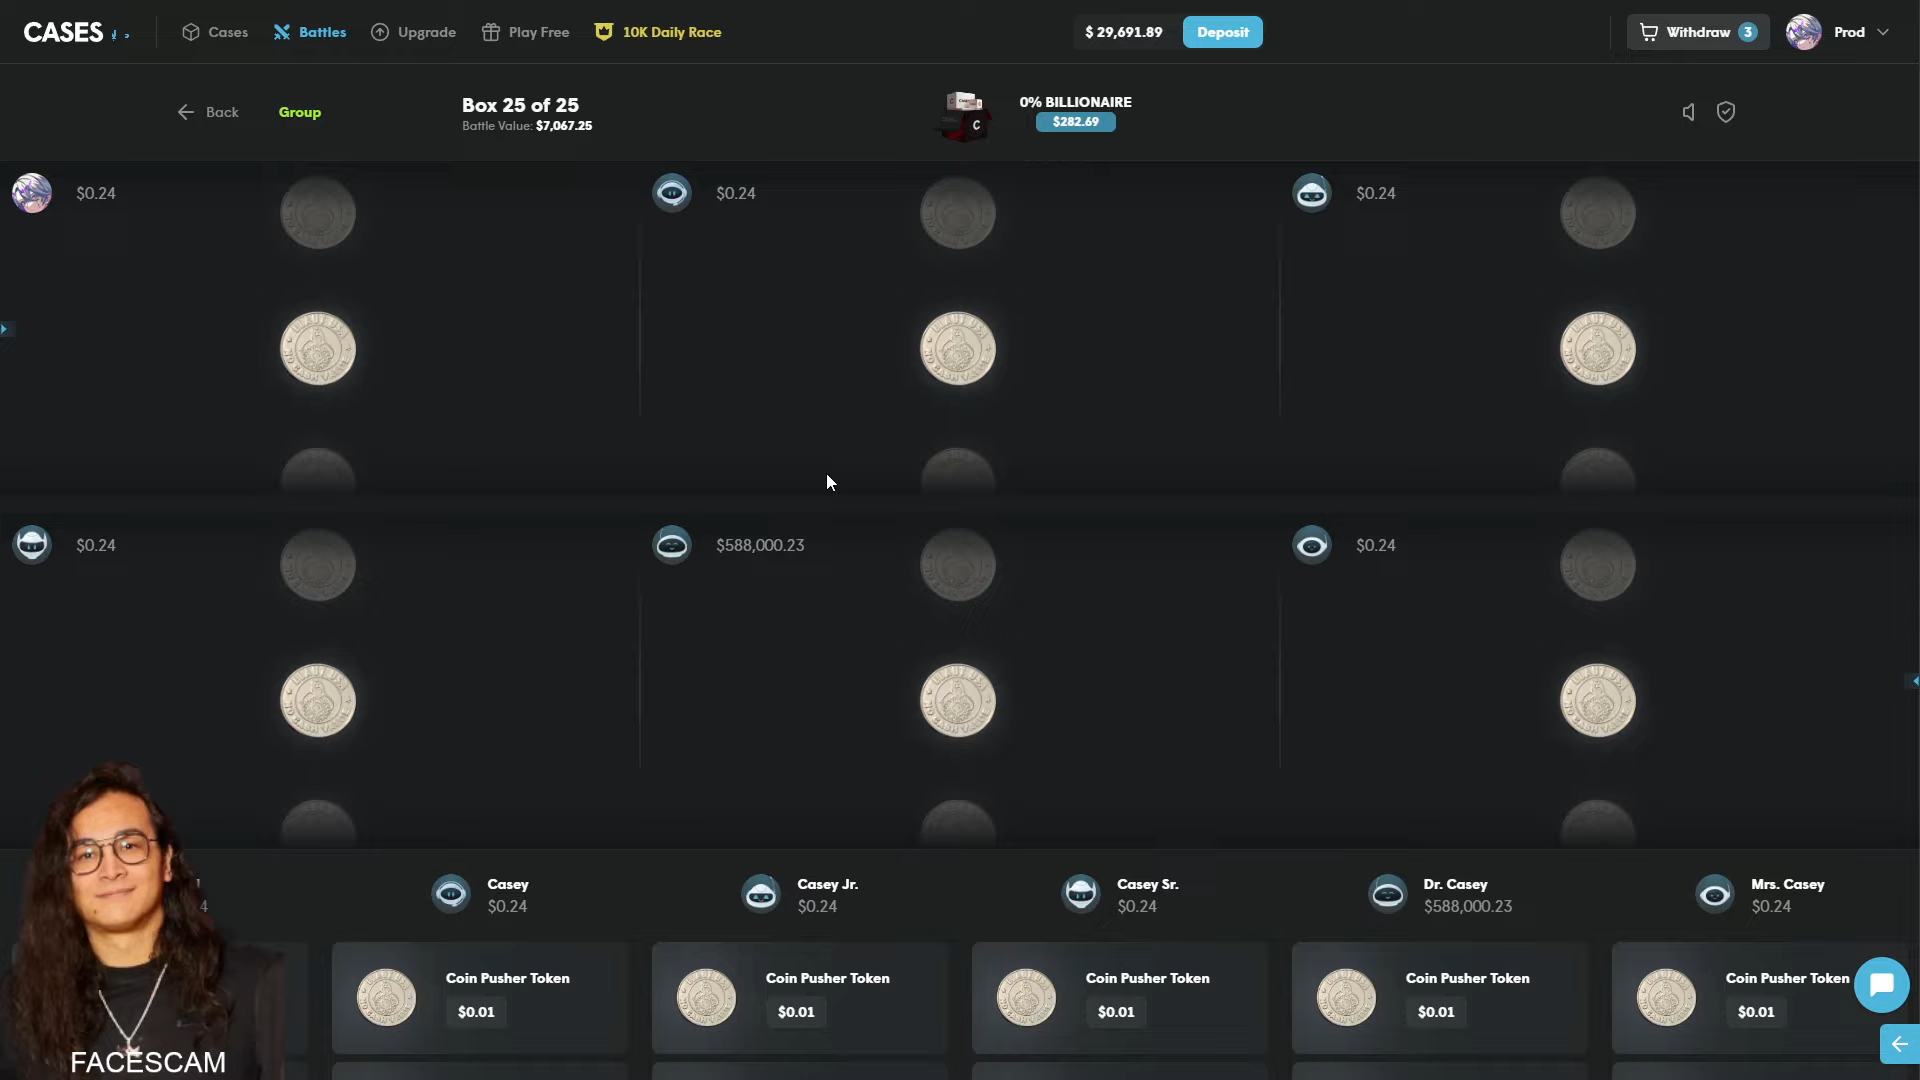 CASES
Cases
Battles
Upgrade
Play Free
10K Daily Race
$ 29,691.89
Deposit
Withdraw
3
Prod
Back
Group
Box 25 of 25
Battle Value: $7,067.25
0% BILLIONAIRE
$282.69
$0.24
$0.24
$0.24
$0.24
$588,000.23
$0.24
Casey
$0.24
Casey Jr.
$0.24
Casey Sr.
$0.24
Dr. Casey
$588,000.23
Mrs. Casey
$0.24
4
Coin Pusher Token
$0.01
Coin Pusher Token
$0.01
Coin Pusher Token
$0.01
Coin Pusher Token
$0.01
Coin Pusher Token
$0.01
FACESCAM